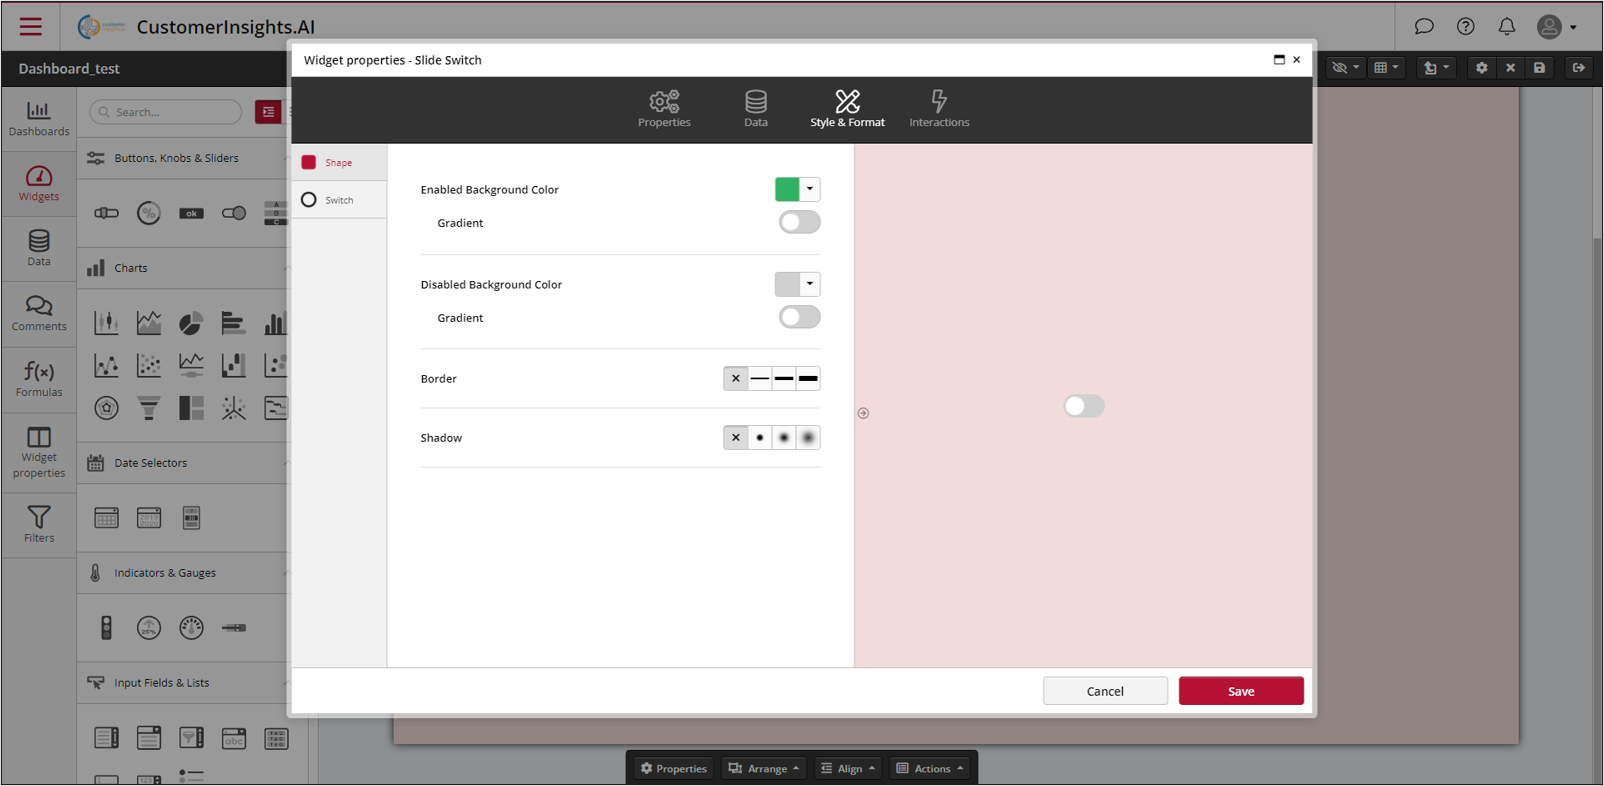 CustomerInsights.AI
Dashboard_test
Widget properties - Slide Switch
Properties
Data
Style & Format
Interactions
Dashboards
Widgets
Data
Comments
Formulas
Widget
properties
Filters
Search...
Buttons, Knobs & Sliders
ok
Charts
Date Selectors
Indicators & Gauges
25%
Input Fields & Lists
abc
Shape
Switch
Enabled Background Color
Gradient
Disabled Background Color
Gradient
Border
Shadow
Cancel
Save
Properties
Arrange
Align
Actions